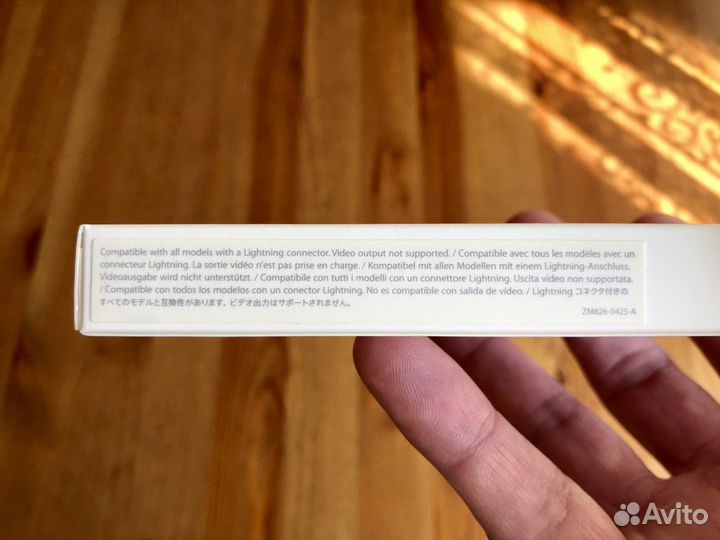 Compatible with all models with a Lightning connector. Video output not supported. / Compatible avec tous les modèles avec un
connecteur Lightning. La sortie vidéo n'est pas prise en charge. / Kompatibel mit allen Modellen mit einem Lightning-Anschluss.
Videoausgabe wird nicht unterstützt. / Compatibile con tutti i modelli con un connettore Lightning. Uscita video non supportata.
/ Compatible con todos los modelos con un conector Lightning. No es compatible con salida de vídeo. / Lightning コネクタ付きの
すべてのモデルと互換性があります。ビデオ出力はサポートされません。
ZM826-0425-A
Avito